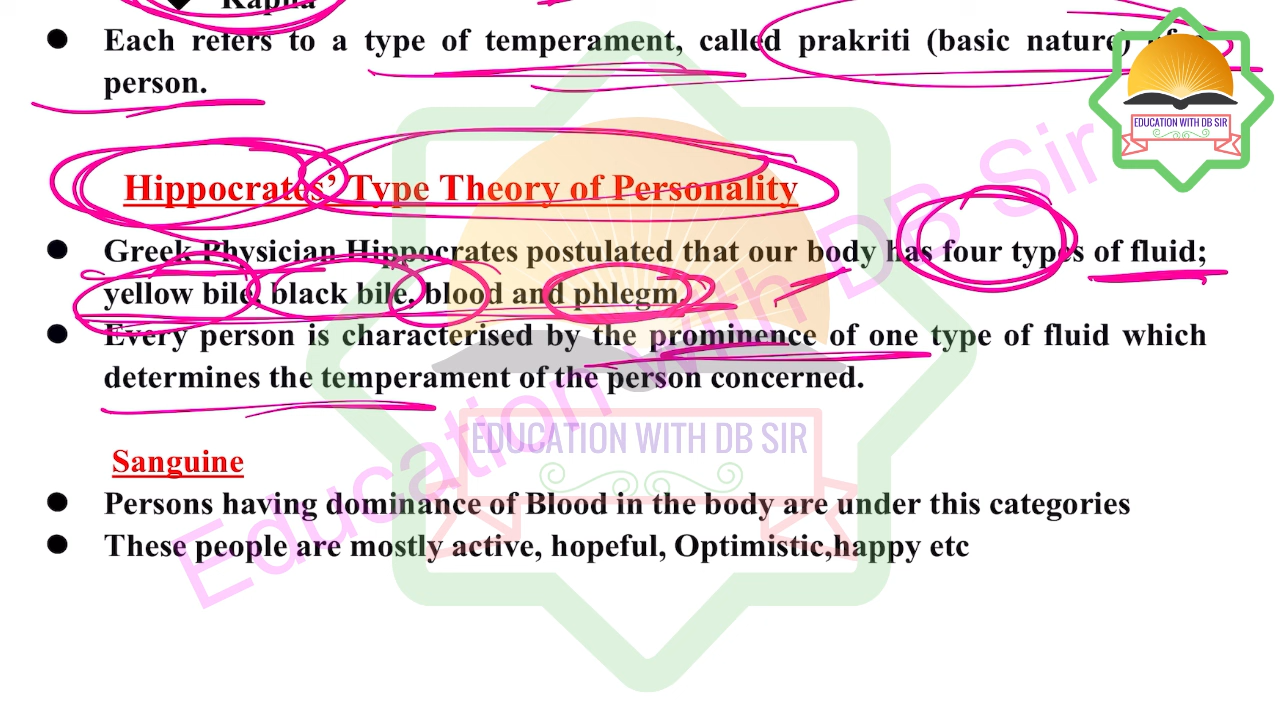 Kapha
Each refers to a type of temperament, called prakriti (basic nature) of a
person.
EDUCATION WITH DB SIR
Hippocrates’ Type Theory of Personality
Greek Physician Hippocrates postulated that our body has four types of fluid;
yellow bile, black bile, blood and phlegm.
Every person is characterised by the prominence of one type of fluid which
determines the temperament of the person concerned.
EDUCATION WITH DB SIR
Education with DB Sir
Sanguine
Persons having dominance of Blood in the body are under this categories
These people are mostly active, hopeful, Optimistic,happy etc